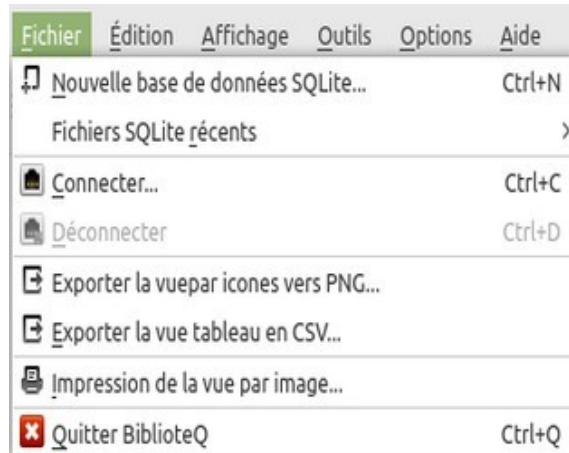 Fichier Édition Affichage Outils Options Aide
Nouvelle base de données SQLite... Ctrl+N
Fichiers SQLite récents
Connecter... Ctrl+C
Déconnecter Ctrl+D
Exporter la vuepar icones vers PNG...
Exporter la vue tableau en CSV...
Impression de la vue par image...
Quitter BiblioteQ Ctrl+Q